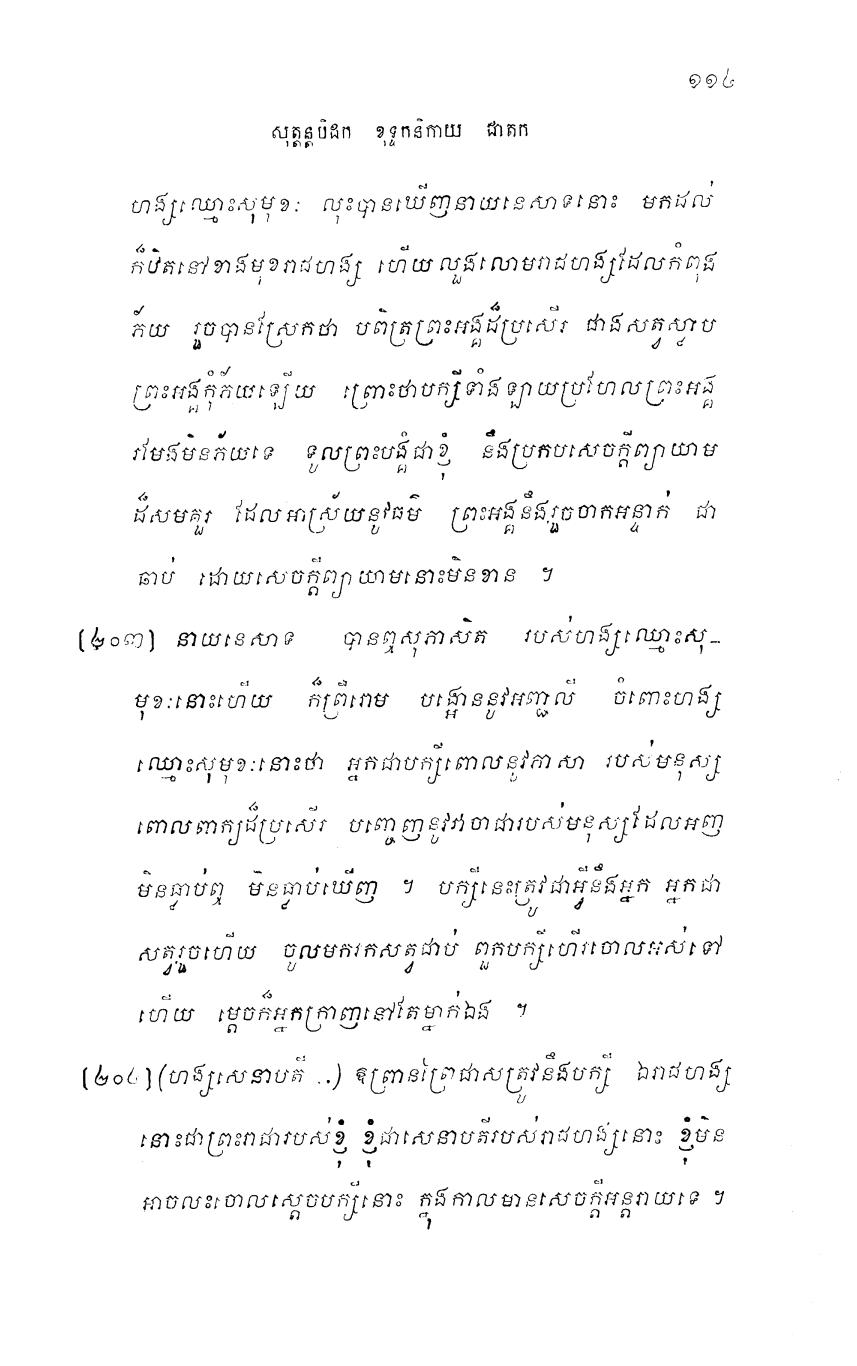 ១១៤
សុត្តន្តបិដក ខុទ្ទកនិកាយ ជាតក
ហង្សឈ្មោះសុមុខៈ លុះបានឃើញនាយនេសាទនោះ មកដល់
ក៏ឋិតនៅខាងមុខរាជហង្ស ហើយលួងលោមរាជហង្សដែលកំពុង
ភ័យ រួចបានស្រែកថា បពិត្រព្រះអង្គដ៏ប្រសើរ ជាងសត្វស្លាប
ព្រះអង្គកុំភ័យឡើយ ព្រោះថាបក្សីទាំងឡាយប្រហែលព្រះអង្គ
រមែងមិនភ័យទេ ទូលព្រះបង្គំជាខ្ញុំ នឹងប្រកបសេចក្តីព្យាយាម
ដ៏សមគួរ ដែលអាស្រ័យនូវធម៌ ព្រះអង្គនឹងរួចចាកអន្ទាក់ ជា
ឆាប់ ដោយសេចក្តីព្យាយាមនោះមិនខាន ។
[៤០៣] នាយនេសាទ បានឮសុភាសិត របស់ហង្សឈ្មោះសុ-
មុខៈនោះហើយ ក៏ព្រឺរោម បង្អោននូវអញ្ជលី ចំពោះហង្ស
ឈ្មោះសុមុខៈនោះថា អ្នកជាបក្សីពោលនូវភាសា របស់មនុស្ស
ពោលពាក្យដ៏ប្រសើរ បញ្ចេញនូវវាចាជារបស់មនុស្សដែលអញ
មិនធ្លាប់ឮ មិនធ្លាប់ឃើញ ។ បក្សីនេះត្រូវជាអ្វីនឹងអ្នក អ្នកជា
សត្វរួចហើយ ចូលមករកសត្វជាប់ ពួកបក្សីហើរចោលអស់ទៅ
ហើយ ម្តេចក៏អ្នកក្រាញនៅតែម្នាក់ឯង ។
[៤០៤] (ហង្សសេនាបតី ..) ឱព្រានព្រៃជាសត្រូវនឹងបក្សី ឯរាជហង្ស
នោះជាព្រះរាជារបស់ខ្ញុំ ខ្ញុំជាសេនាបតីរបស់រាជហង្សនោះ ខ្ញុំមិន
អាចលះចោលស្តេចបក្សីនោះ ក្នុងកាលមានសេចក្តីអន្តរាយទេ ។